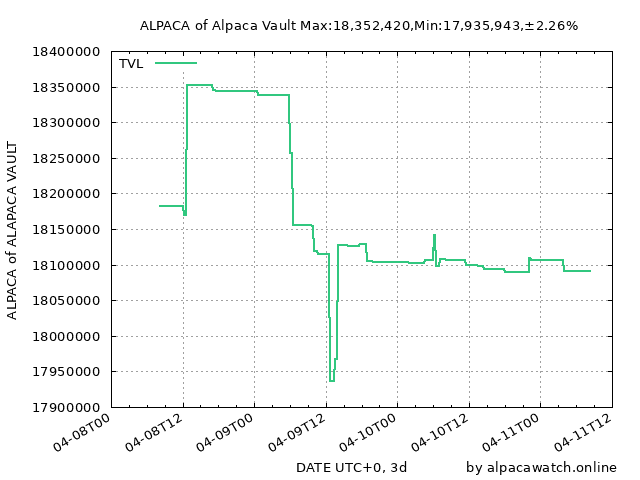 ALPACA of Alpaca Vault Max:18,352,420,Min:17,935,943,±2.26%
TVL
ALPACA of ALAPACA VAULT
18400000
18350000
18300000
18250000
18200000
18150000
18100000
18050000
18000000
17950000
17900000
04-08T00
04-08T12
04-09T00
04-09T12
04-10T00
04-10T12
04-11T00
04-11T12
DATE UTC+0, 3d
by alpacawatch.online